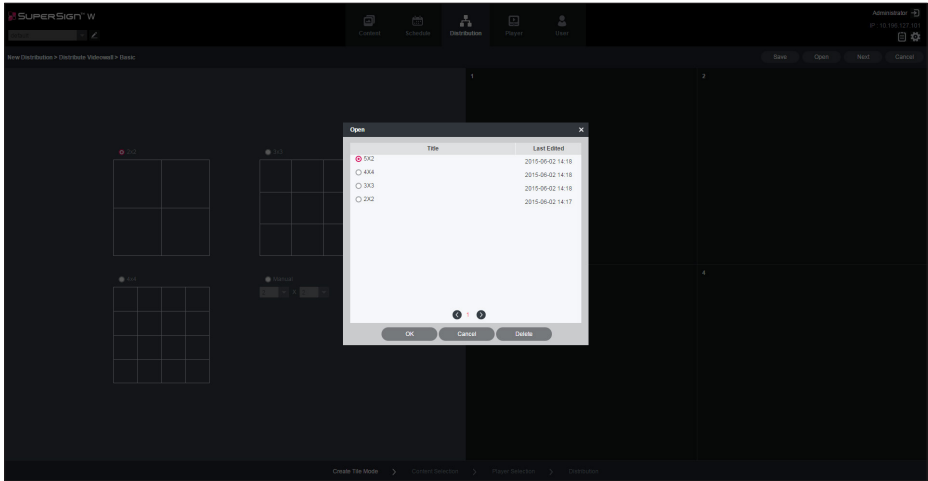 SUPERSIGN™ W
Content
Schedule
Distribution
Player
User
Administrator
IP : 10.186.127.101
New Distribution > Distribute Videowall > Basic
Save
Open
Next
Cancel
1
2
Open
Title
Last Edited
5X2
2015-06-02 14:18
4X4
2015-06-02 14:18
3X3
2015-06-02 14:18
2X2
2015-06-02 14:17
2x2
3x3
4x4
Manual
X
4
1
OK
Cancel
Delete
Create Tile Mode > Content Selection > Player Selection > Distribution